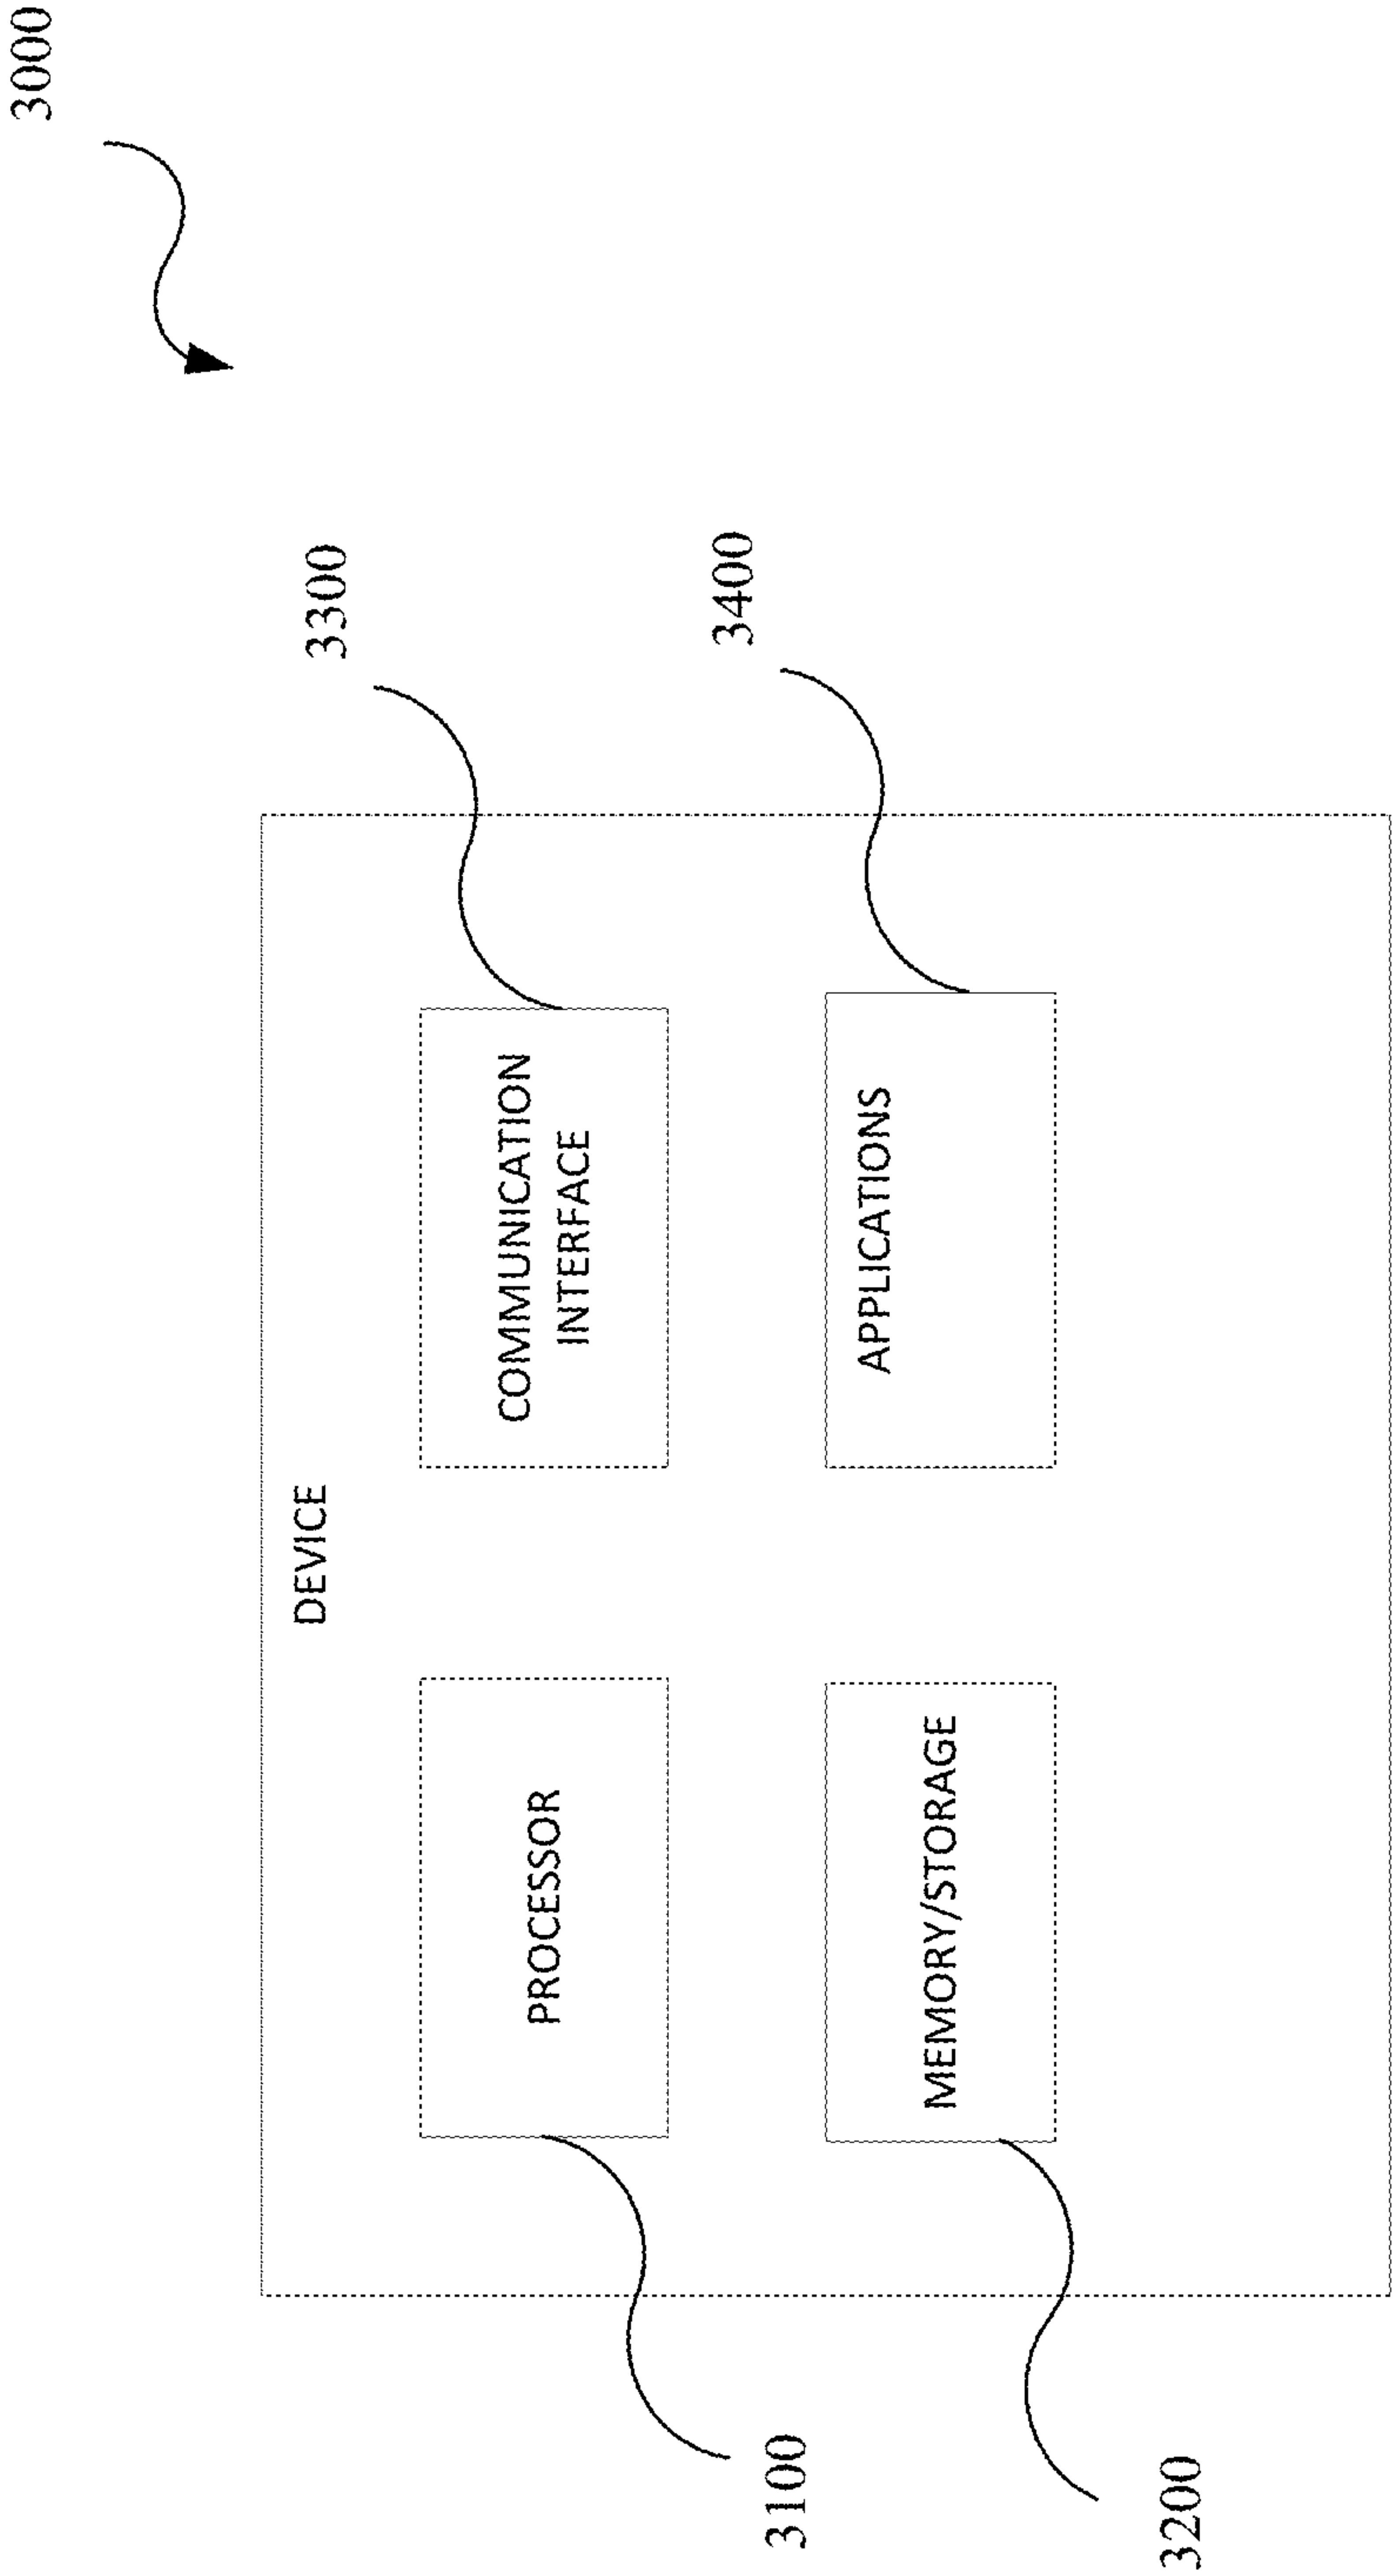 3000
DEVICE
3300
PROCESSOR
COMMUNICATION
INTERFACE
3100
3400
MEMORY/STORAGE
APPLICATIONS
3200